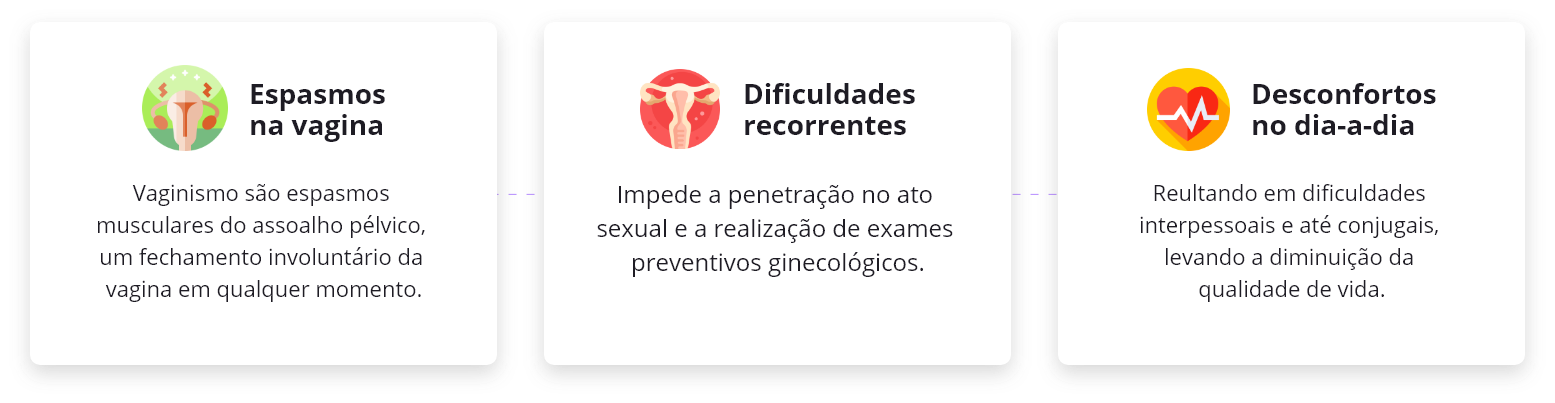 Espasmos
na vagina
Vaginismo são espasmos
musculares do assoalho pélvico,
um fechamento involuntário da
vagina em qualquer momento.
Dificuldades
recorrentes
Impede a penetração no ato
sexual e a realização de exames
preventivos ginecológicos.
Desconfortos
no dia-a-dia
Reultando em dificuldades
interpessoais e até conjugais,
levando a diminuição da
qualidade de vida.